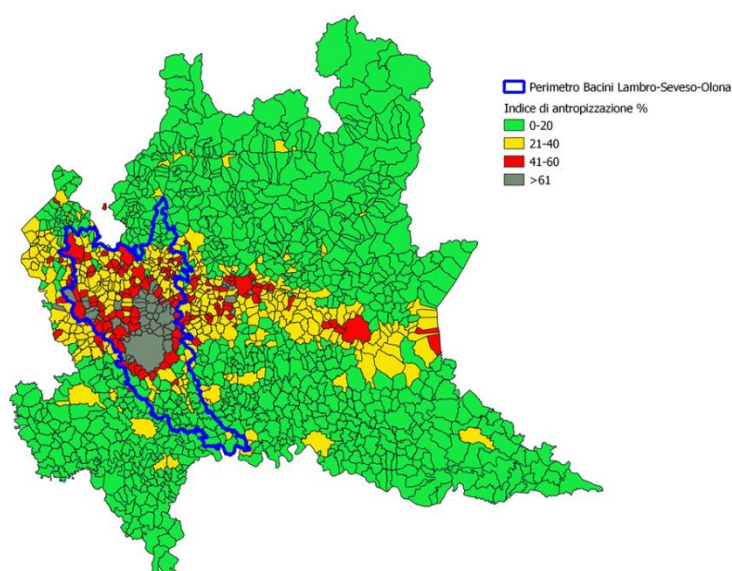 Perimetro Bacini Lambro-Seveso-Olona
Indice di antropizzazione %
0-20
21-40
41-60
>61